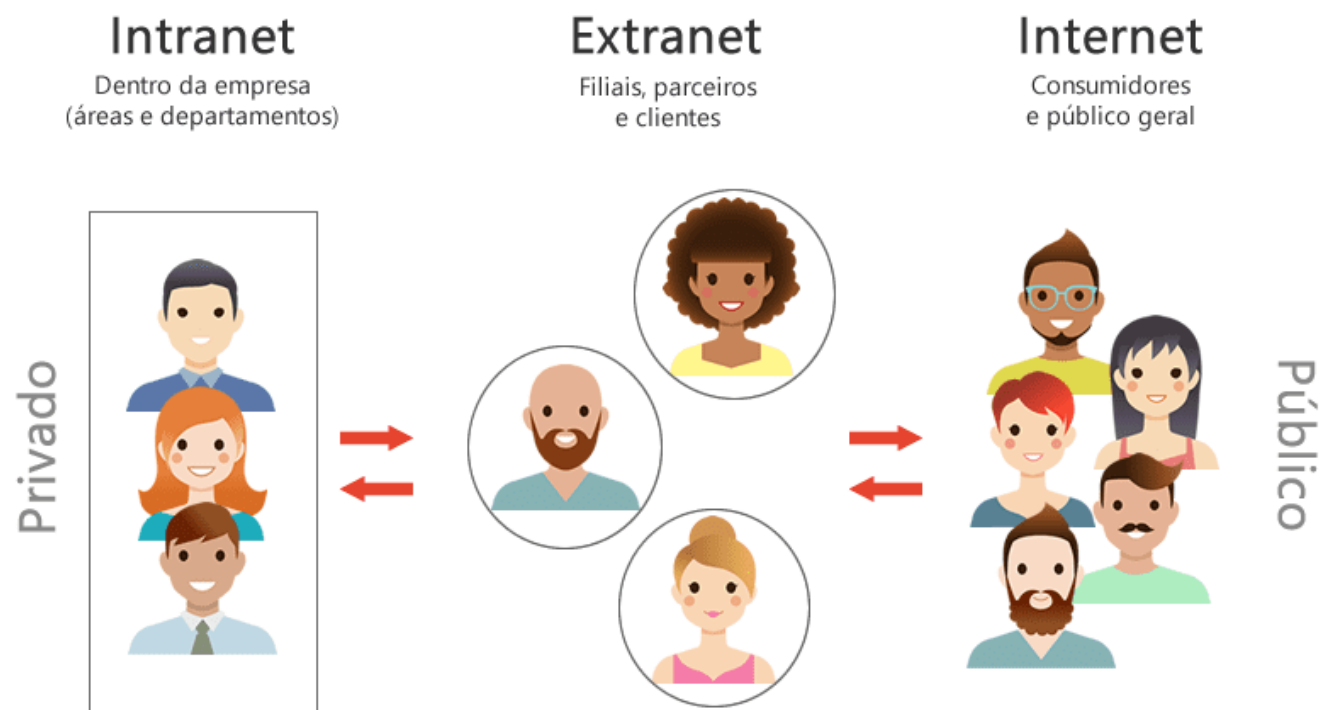 Intranet
Dentro da empresa
(áreas e departamentos)
Extranet
Filiais, parceiros
e clientes
Internet
Consumidores
e público geral
Privado
Público